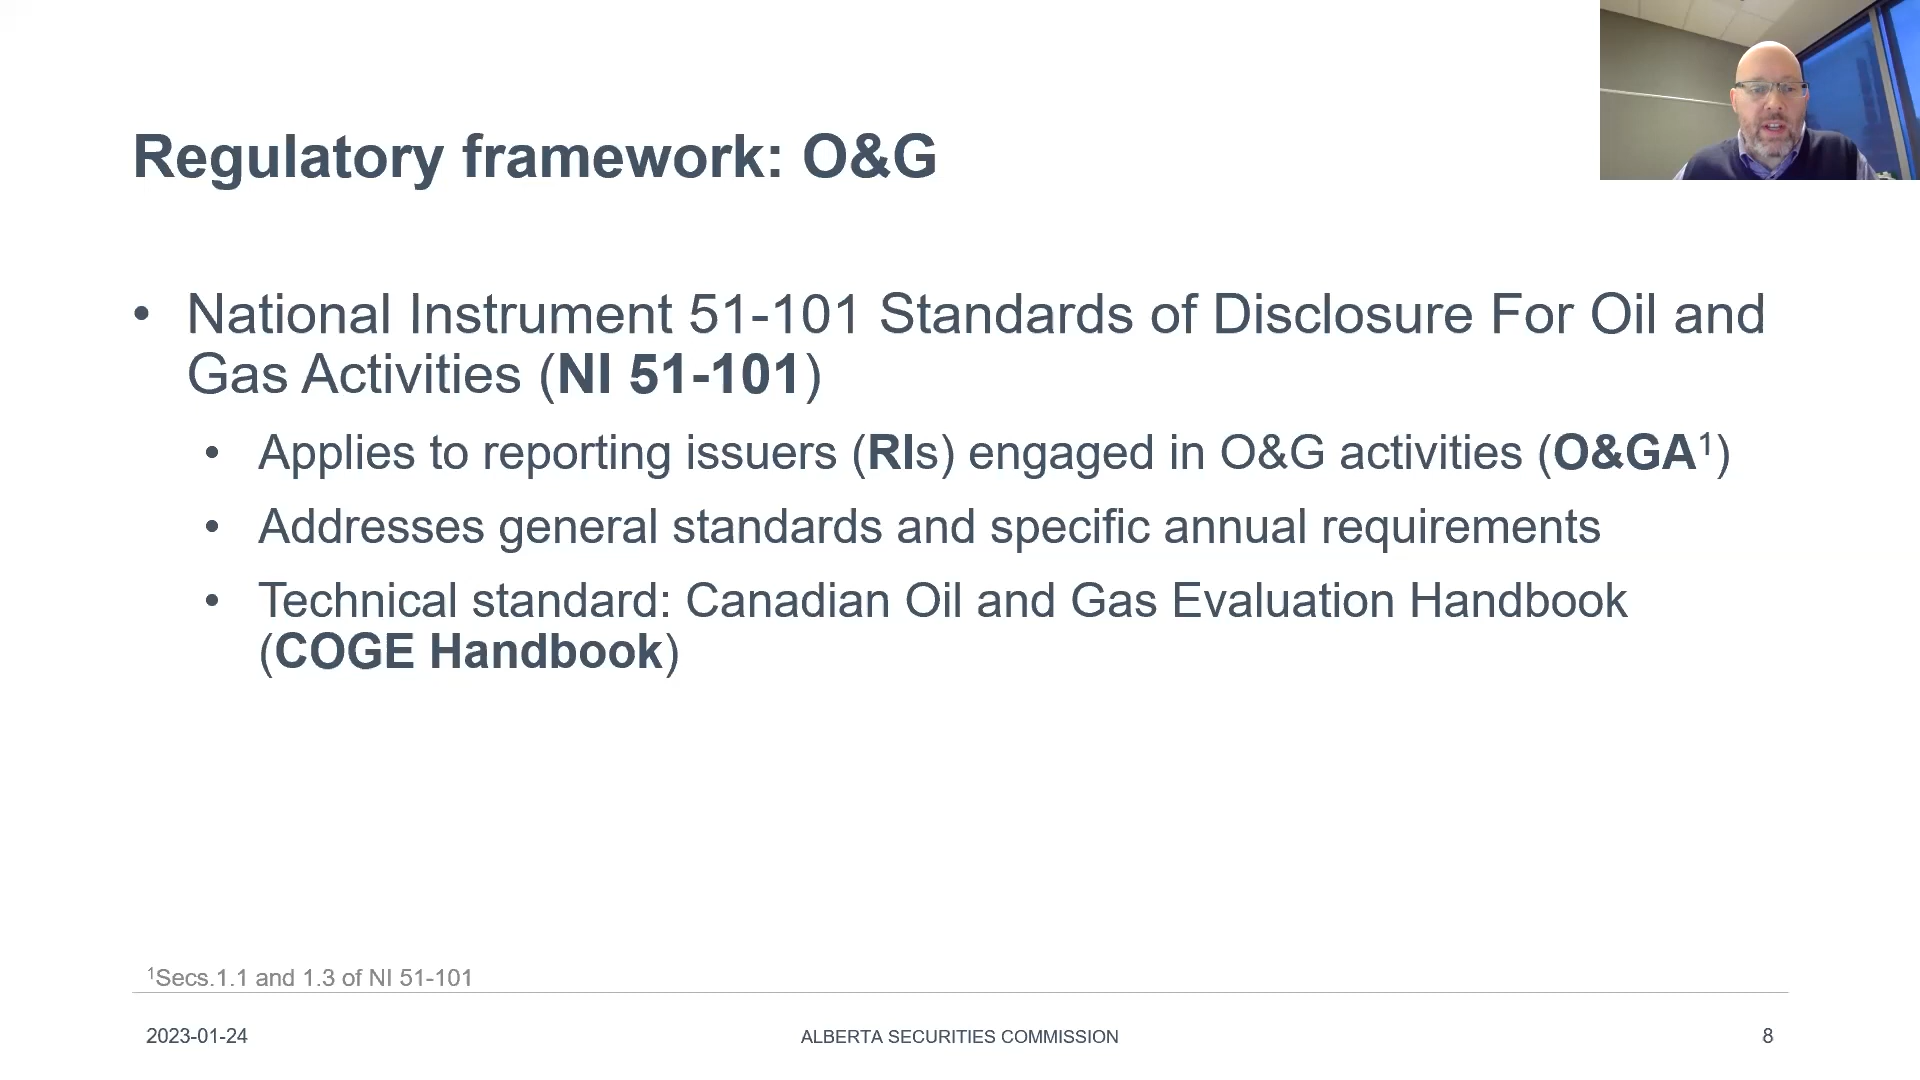 Regulatory framework: O&G
• National Instrument 51-101 Standards of Disclosure For Oil and
Gas Activities (NI 51-101)
• Applies to reporting issuers (RIs) engaged in O&G activities (O&GA¹)
• Addresses general standards and specific annual requirements
• Technical standard: Canadian Oil and Gas Evaluation Handbook
(COGE Handbook)
¹Secs.1.1 and 1.3 of NI 51-101
2023-01-24
ALBERTA SECURITIES COMMISSION
8